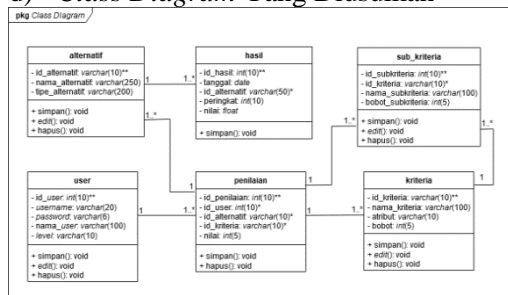 d) Class Diagram Yang Diusulkan
pkg Class Diagram
alternatif
- id_alternatif: varchar(10)**
- nama_alternatif: varchar(250)
- tipe_alternatif: varchar(200)
+ simpan(): void
+ edit(): void
+ hapus(): void
1
1..*
hasil
- id_hasil: int(10)**
- tanggal: date
- id_alternatif: varchar(50)*
- peringkat: int(10)
- nilai: float
+ simpan(): void
sub_kriteria
- id_subkriteria: int(10)**
- id_kriteria: varchar(10)*
- nama_subkriteria: varchar(100)
- bobot_subkriteria: int(5)
+ simpan(): void
+ edit(): void
+ hapus(): void
1..*
1..*
1..*
user
- id_user: int(10)**
- username: varchar(20)
- password: varchar(6)
- nama_user: varchar(100)
- level: varchar(10)
+ simpan(): void
+ edit(): void
+ hapus(): void
1
1..*
1
penilaian
- id_penilaian: int(10)**
- id_user: int(10)*
- id_alternatif: varchar(10)*
- id_kriteria: varchar(10)*
- nilai: int(5)
+ simpan(): void
+ hapus(): void
1
1
1..*
kriteria
- id_kriteria: varchar(10)**
- nama_kriteria: varchar(100)
- atribut: varchar(10)
- bobot: int(5)
+ simpan(): void
+ edit(): void
+ hapus(): void
1